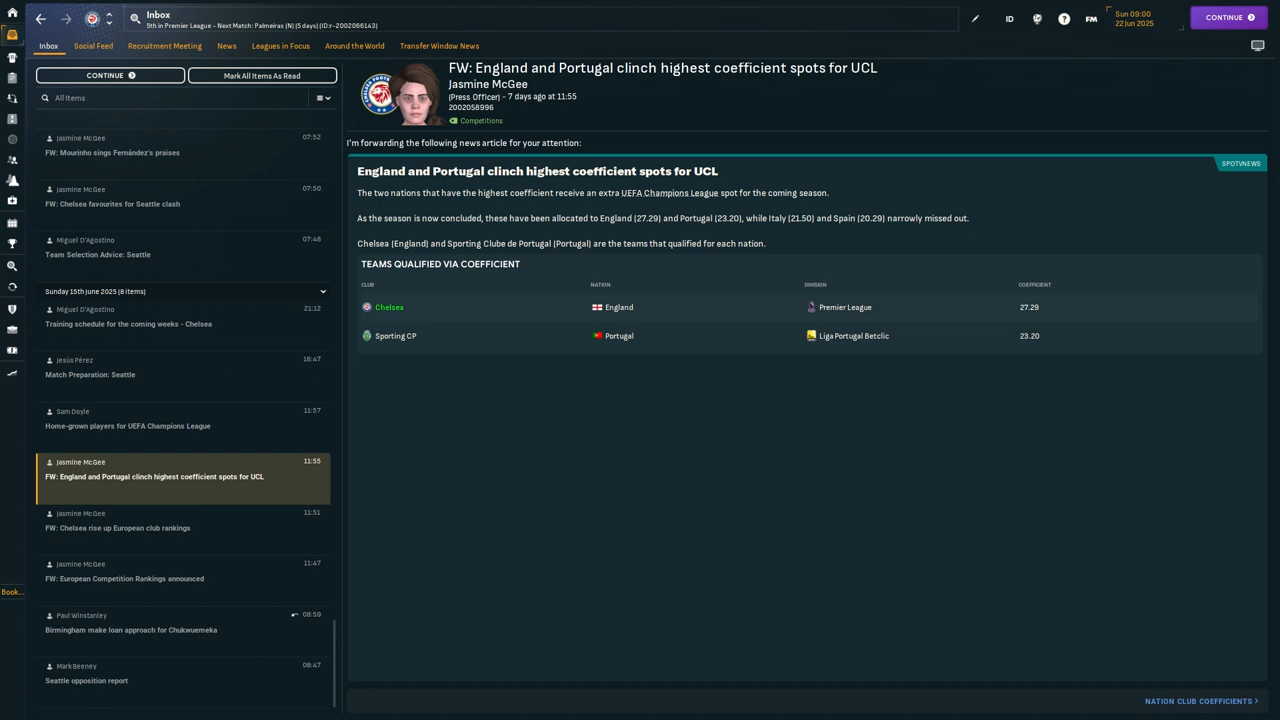 Inbox
5th in Premier League - Next Match: Palmeiras (N) (5 days) (ID:r-2002066143)
ID
FM
Sun 09:00
22 Jun 2025
CONTINUE
Inbox
Social Feed
Recruitment Meeting
News
Leagues in Focus
Around the World
Transfer Window News
CONTINUE
Mark All Items As Read
All Items
Jasmine McGee 07:52
FW: Mourinho sings Fernández's praises
Jasmine McGee 07:50
FW: Chelsea favourites for Seattle clash
Miguel D'Agostino 07:48
Team Selection Advice: Seattle
Sunday 15th June 2025 (8 items)
Miguel D'Agostino 21:12
Training schedule for the coming weeks - Chelsea
Jesús Pérez 16:47
Match Preparation: Seattle
Sam Doyle 11:57
Home-grown players for UEFA Champions League
Jasmine McGee 11:55
FW: England and Portugal clinch highest coefficient spots for UCL
Jasmine McGee 11:51
FW: Chelsea rise up European club rankings
Jasmine McGee 11:47
FW: European Competition Rankings announced
Paul Winstanley 08:59
Birmingham make loan approach for Chukwuemeka
Mark Beeney 08:47
Seattle opposition report
Book...
FW: England and Portugal clinch highest coefficient spots for UCL
Jasmine McGee
(Press Officer) - 7 days ago at 11:55
2002058996
Competitions
I'm forwarding the following news article for your attention:
SPOTVNEWS
England and Portugal clinch highest coefficient spots for UCL
The two nations that have the highest coefficient receive an extra UEFA Champions League spot for the coming season.
As the season is now concluded, these have been allocated to England (27.29) and Portugal (23.20), while Italy (21.50) and Spain (20.29) narrowly missed out.
Chelsea (England) and Sporting Clube de Portugal (Portugal) are the teams that qualified for each nation.
TEAMS QUALIFIED VIA COEFFICIENT
CLUB NATION DIVISION COEFFICIENT
Chelsea England Premier League 27.29
Sporting CP Portugal Liga Portugal Betclic 23.20
NATION CLUB COEFFICIENTS >